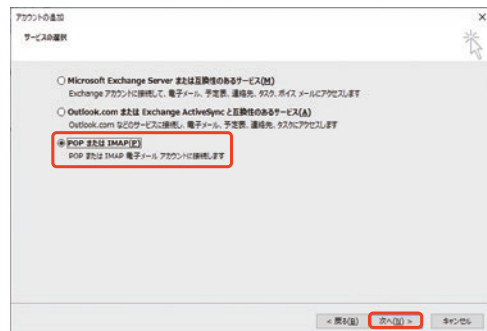 アカウントの追加
サービスの選択
Microsoft Exchange Server または互換性のあるサービス(M)
Exchange アカウントに接続して、電子メール、予定表、連絡先、タスク、ボイス メールにアクセスします
Outlook.com または Exchange ActiveSync と互換性のあるサービス(A)
Outlook.com などのサービスに接続し、電子メール、予定表、連絡先、タスクにアクセスします
POP または IMAP(P)
POP または IMAP 電子メール アカウントに接続します
< 戻る(B) 次へ(N) > キャンセル